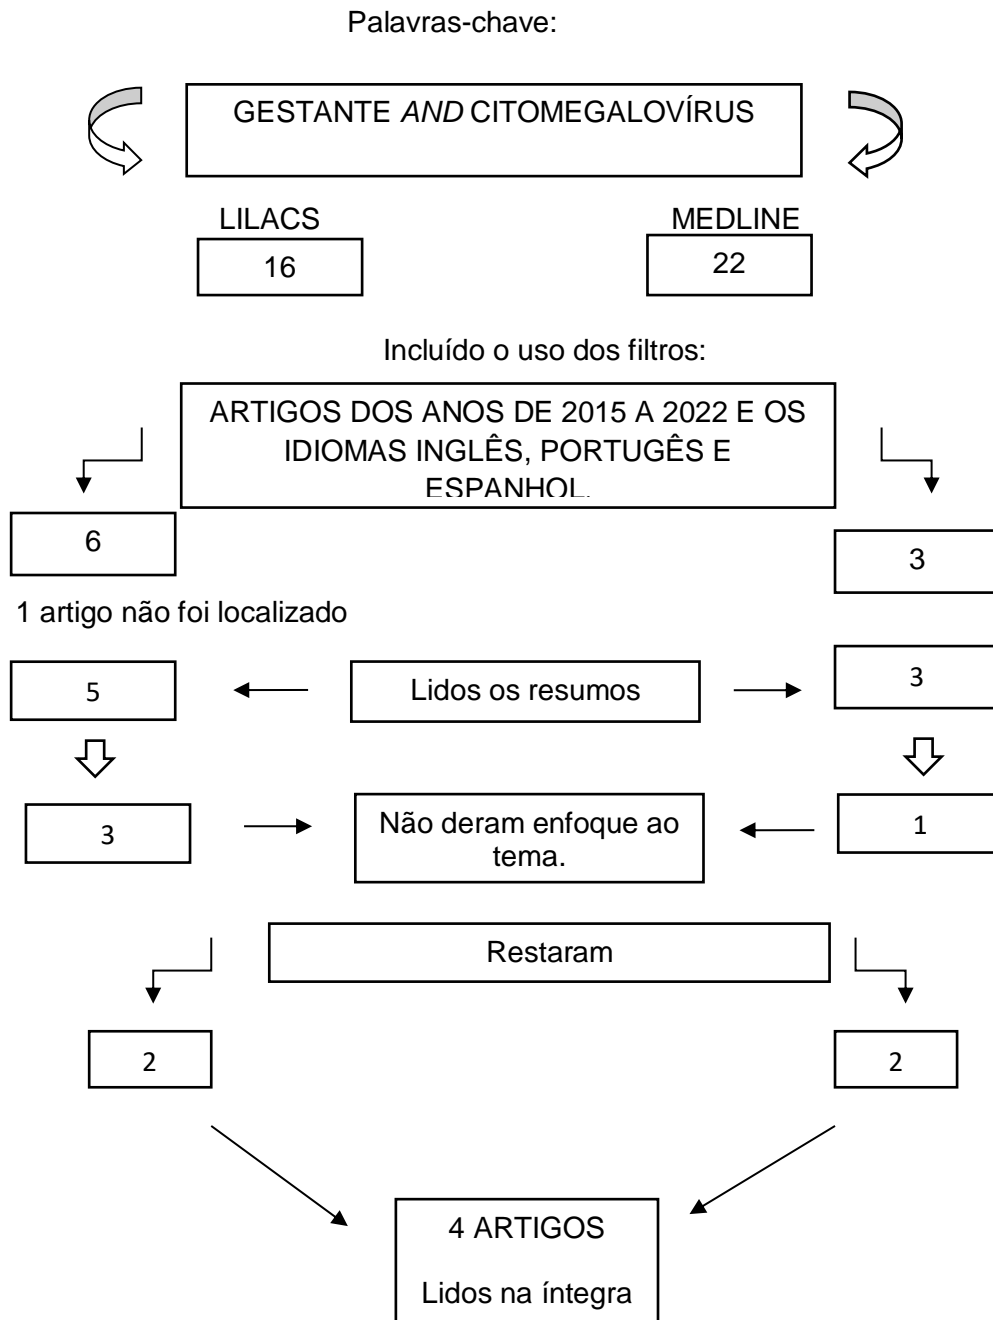 Palavras-chave:
GESTANTE AND CITOMEGALOVÍRUS
LILACS
MEDLINE
16
22
Incluído o uso dos filtros:
ARTIGOS DOS ANOS DE 2015 A 2022 E OS
IDIOMAS INGLÊS, PORTUGÊS E
ESPANHOL.
6
3
1 artigo não foi localizado
5
Lidos os resumos
3
3
Não deram enfoque ao
tema.
1
Restaram
2
2
4 ARTIGOS
Lidos na íntegra